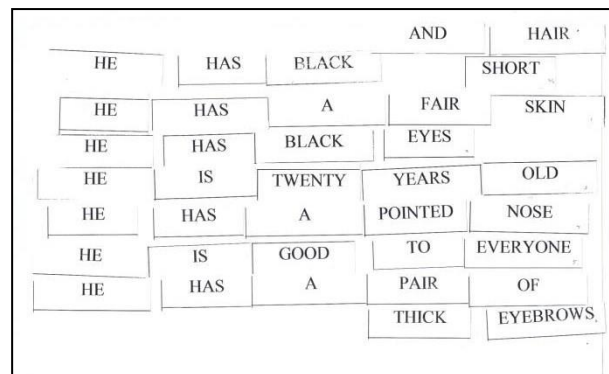 AND HAIR
HE HAS BLACK SHORT
HE HAS A FAIR SKIN
HE HAS BLACK EYES
HE IS TWENTY YEARS OLD
HE HAS A POINTED NOSE
HE IS GOOD TO EVERYONE
HE HAS A PAIR OF
THICK EYEBROWS